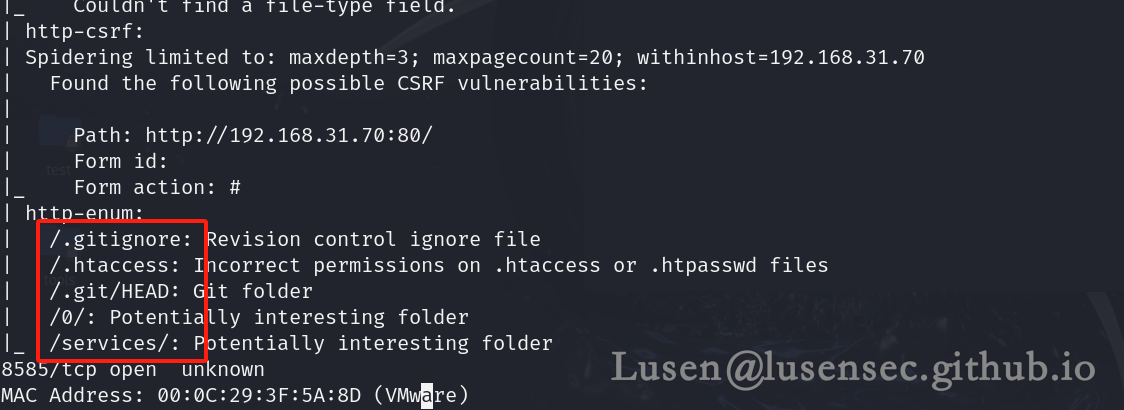 |_    Couldn't find a file-type field.
| http-csrf:
| Spidering limited to: maxdepth=3; maxpagecount=20; withinhost=192.168.31.70
|   Found the following possible CSRF vulnerabilities:
|
|     Path: http://192.168.31.70:80/
|     Form id:
|_    Form action: #
| http-enum:
|   /.gitignore: Revision control ignore file
|   /.htaccess: Incorrect permissions on .htaccess or .htpasswd files
|   /.git/HEAD: Git folder
|   /0/: Potentially interesting folder
|_  /services/: Potentially interesting folder
8585/tcp open  unknown
MAC Address: 00:0C:29:3F:5A:8D (VMware)
Lusen@lusensec.github.io
test